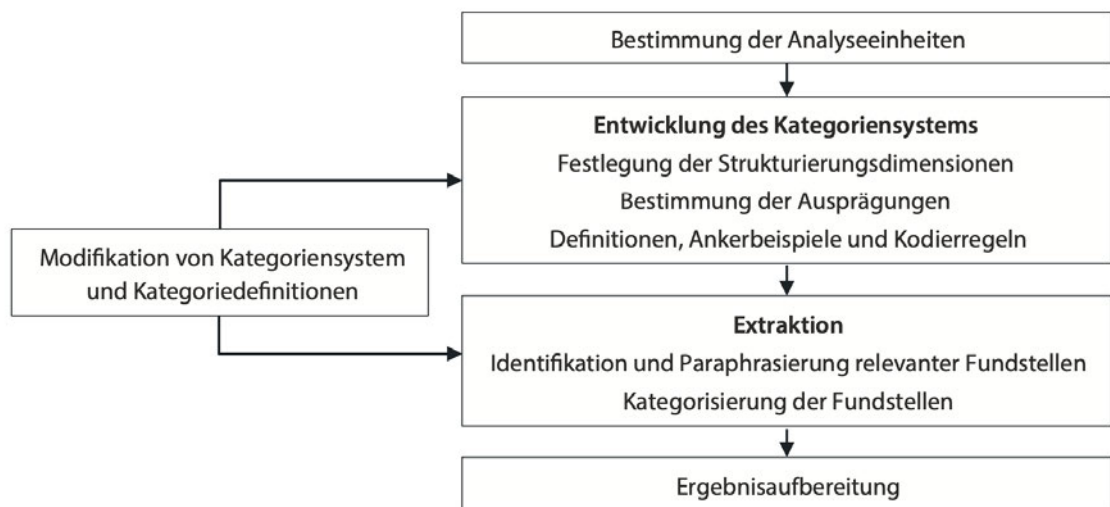 Bestimmung der Analyseeinheiten
Entwicklung des Kategoriensystems
Festlegung der Strukturierungsdimensionen
Bestimmung der Ausprägungen
Definitionen, Ankerbeispiele und Kodierregeln
Modifikation von Kategoriensystem
und Kategoriedefinitionen
Extraktion
Identifikation und Paraphrasierung relevanter Fundstellen
Kategorisierung der Fundstellen
Ergebnisaufbereitung